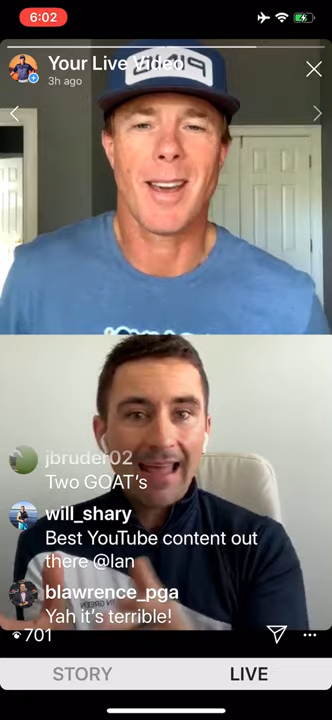 6:02
Your Live Video
3h ago
PING
jbruder02
Two GOAT's
will_shary
Best YouTube content out
there @Ian
blawrence_pga
Yah it's terrible!
701
STORY
LIVE